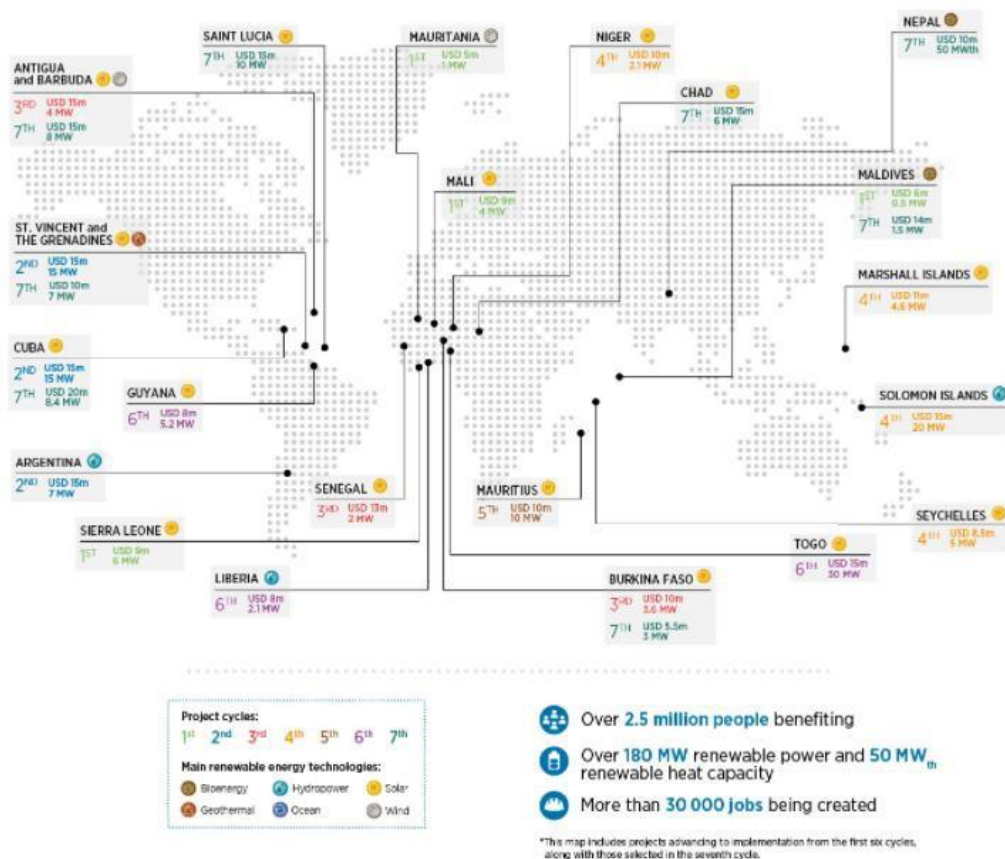 SAINT LUCIA
7TH USD 15m
10 MW
MAURITANIA
1ST USD 5m
1 MW
NIGER
4TH USD 10m
2.1 MW
NEPAL
7TH USD 10m
50 MWth
ANTIGUA
and BARBUDA
3RD USD 15m
4 MW
7TH USD 15m
8 MW
CHAD
7TH USD 15m
6 MW
MALI
1ST USD 9m
4 MW
MALDIVES
1ST USD 6m
0.5 MW
7TH USD 14m
1.5 MW
ST. VINCENT and
THE GRENADINES
2ND USD 15m
15 MW
7TH USD 10m
7 MW
MARSHALL ISLANDS
4TH USD 11m
4.6 MW
CUBA
2ND USD 15m
15 MW
7TH USD 20m
8.4 MW
GUYANA
6TH USD 8m
5.2 MW
SOLOMON ISLANDS
4TH USD 15m
20 MW
ARGENTINA
2ND USD 15m
7 MW
SENEGAL
3RD USD 13m
2 MW
MAURITIUS
5TH USD 10m
10 MW
SIERRA LEONE
1ST USD 9m
6 MW
SEYCHELLES
4TH USD 8.5m
5 MW
TOGO
6TH USD 15m
30 MW
LIBERIA
6TH USD 8m
2.1 MW
BURKINA FASO
3RD USD 10m
3.6 MW
7TH USD 5.5m
3 MW
Project cycles:
1st 2nd 3rd 4th 5th 6th 7th
Main renewable energy technologies:
Bioenergy Hydropower Solar
Geothermal Ocean Wind
Over 2.5 million people benefiting
Over 180 MW renewable power and 50 MWth
renewable heat capacity
More than 30 000 jobs being created
*This map includes projects advancing to implementation from the first six cycles,
along with those selected in the seventh cycle.